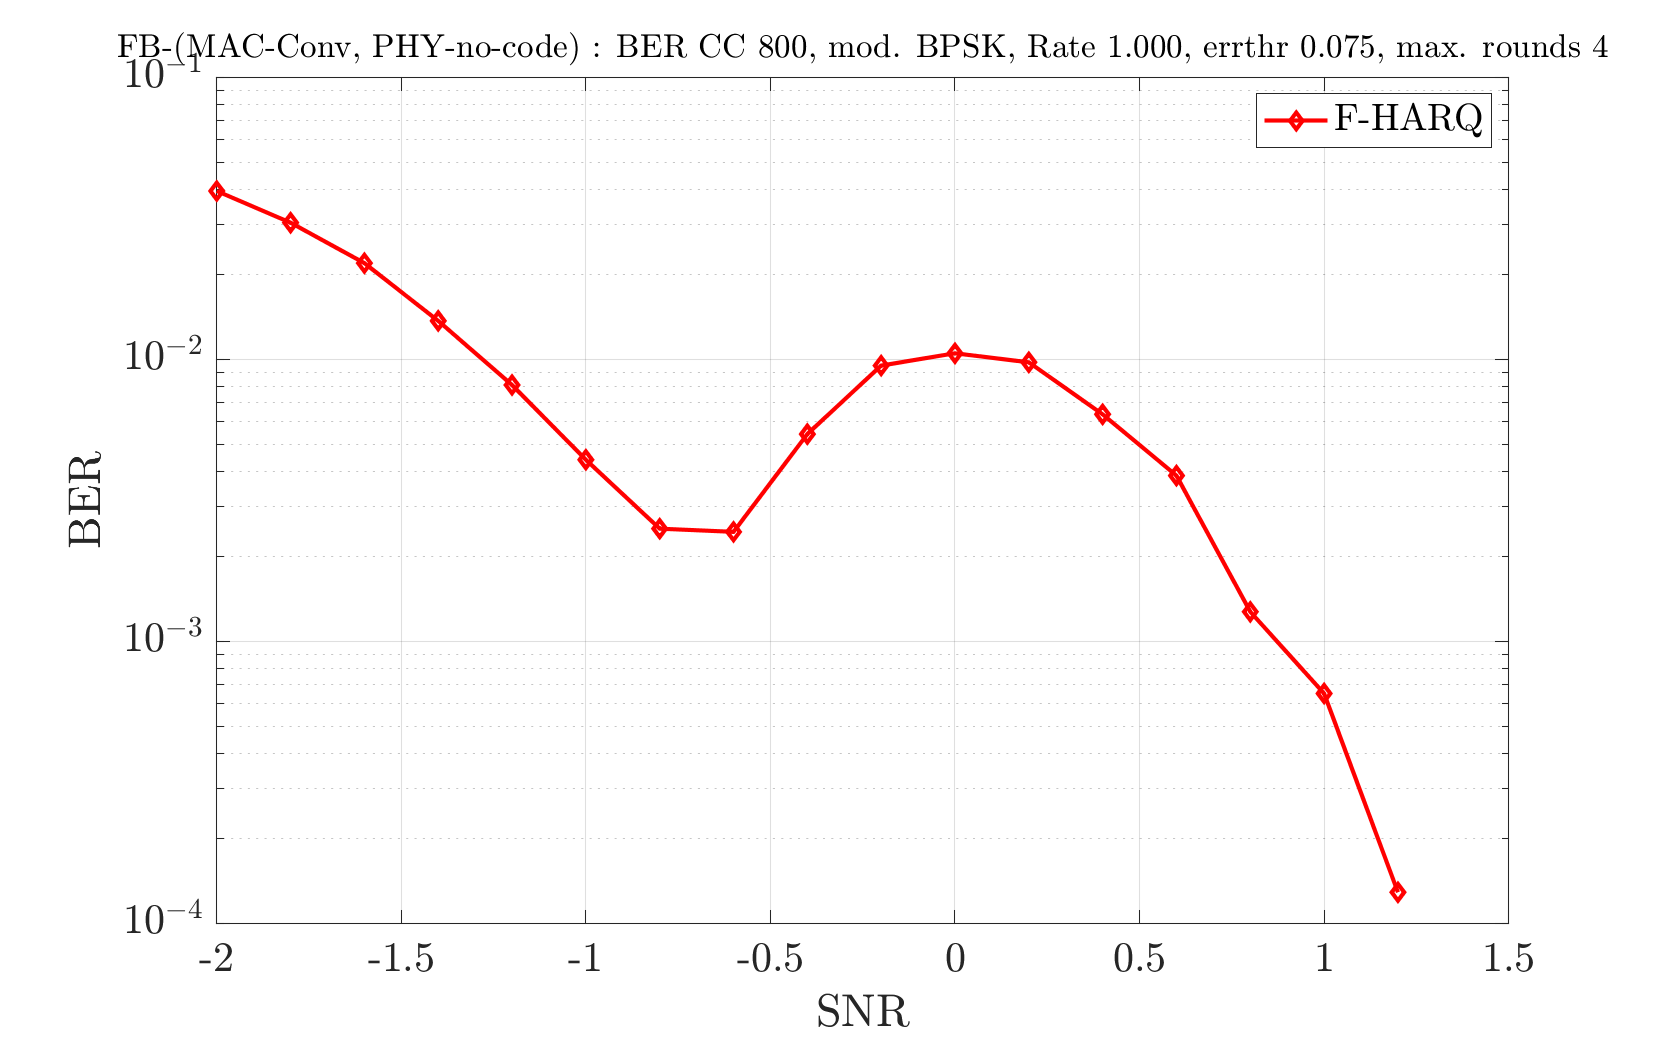 FB-(MAC-Conv, PHY-no-code) : BER CC 800, mod. BPSK, Rate 1.000, errthr 0.075, max. rounds 4
10⁻¹
F-HARQ
10⁻²
BER
10⁻³
10⁻⁴
-2 -1.5 -1 -0.5 0 0.5 1 1.5
SNR